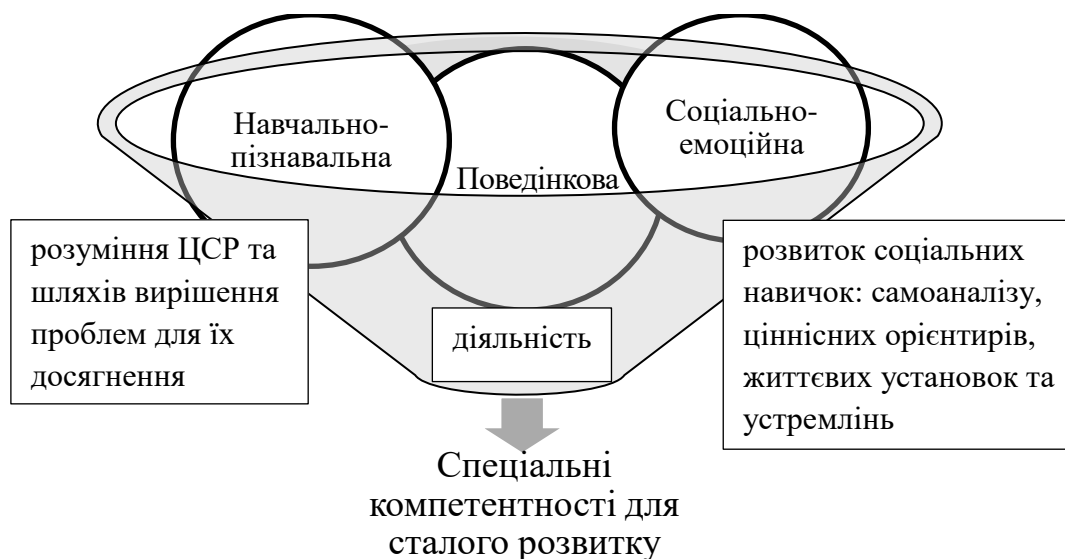 Навчально-
пізнавальна
Соціально-
емоційна
Поведінкова
розуміння ЦСР та
шляхів вирішення
проблем для їх
досягнення
діяльність
розвиток соціальних
навичок: самоаналізу,
ціннісних орієнтирів,
життєвих установок та
устремлінь
Спеціальні
компетентності для
сталого розвитку